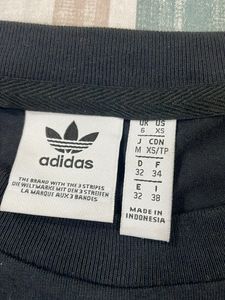 adidas
THE BRAND WITH THE 3 STRIPES
DIE WELTMARKE MIT DEN 3 STREIFEN
LA MARQUE AUX 3 BANDES
UK US
6 XS
J CDN
M XS/TP
D F
32 34
E I
32 38
MADE IN
INDONESIA